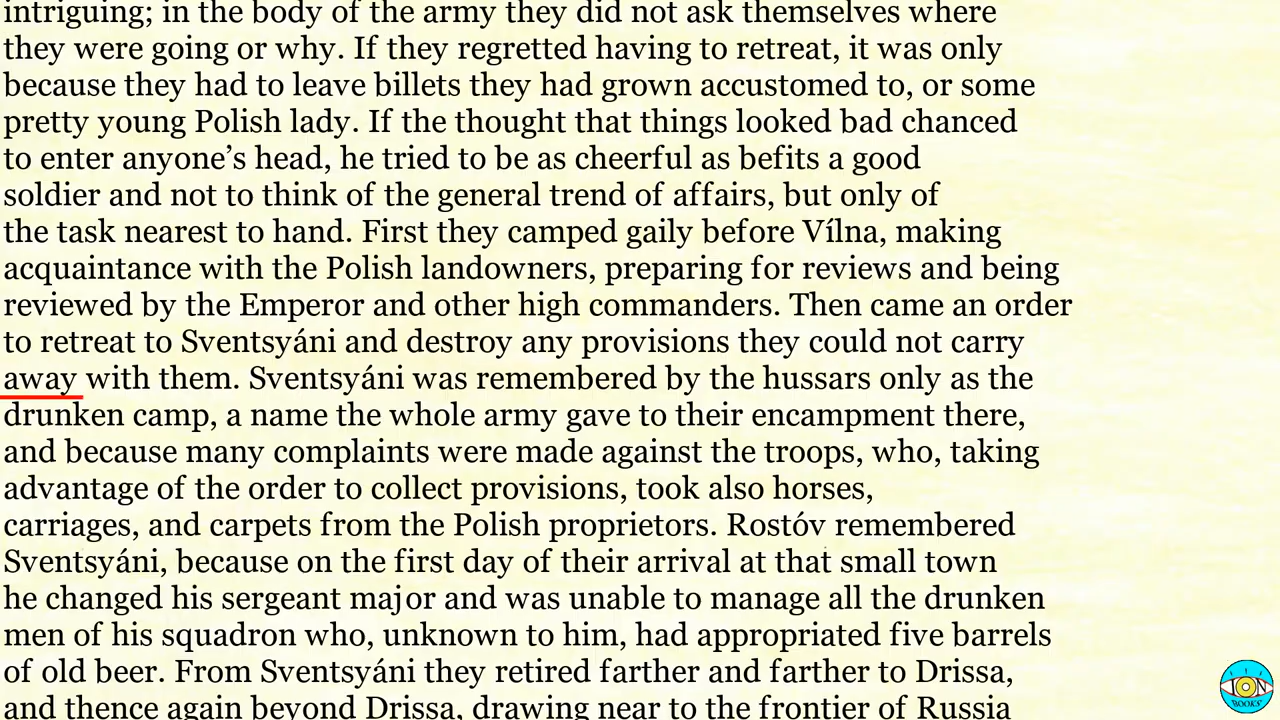 intriguing; in the body of the army they did not ask themselves where
they were going or why. If they regretted having to retreat, it was only
because they had to leave billets they had grown accustomed to, or some
pretty young Polish lady. If the thought that things looked bad chanced
to enter anyone’s head, he tried to be as cheerful as befits a good
soldier and not to think of the general trend of affairs, but only of
the task nearest to hand. First they camped gaily before Vílna, making
acquaintance with the Polish landowners, preparing for reviews and being
reviewed by the Emperor and other high commanders. Then came an order
to retreat to Sventsyáni and destroy any provisions they could not carry
away with them. Sventsyáni was remembered by the hussars only as the
drunken camp, a name the whole army gave to their encampment there,
and because many complaints were made against the troops, who, taking
advantage of the order to collect provisions, took also horses,
carriages, and carpets from the Polish proprietors. Rostóv remembered
Sventsyáni, because on the first day of their arrival at that small town
he changed his sergeant major and was unable to manage all the drunken
men of his squadron who, unknown to him, had appropriated five barrels
of old beer. From Sventsyáni they retired farther and farther to Drissa,
and thence again beyond Drissa, drawing near to the frontier of Russia
ION
BOOKS